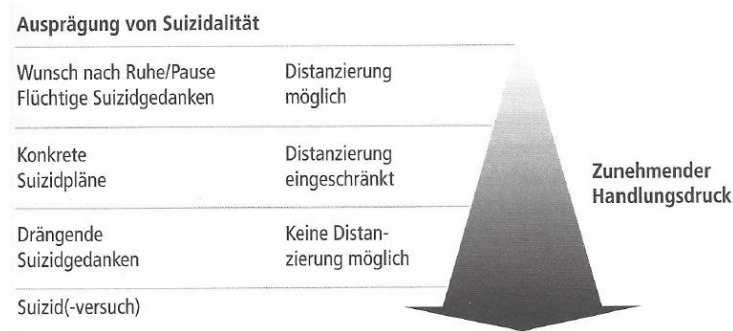 Ausprägung von Suizidalität
Wunsch nach Ruhe/Pause
Flüchtige Suizidgedanken
Distanzierung
möglich
Konkrete
Suizidpläne
Distanzierung
eingeschränkt
Drängende
Suizidgedanken
Keine Distan-
zierung möglich
Suizid(-versuch)
Zunehmender
Handlungsdruck